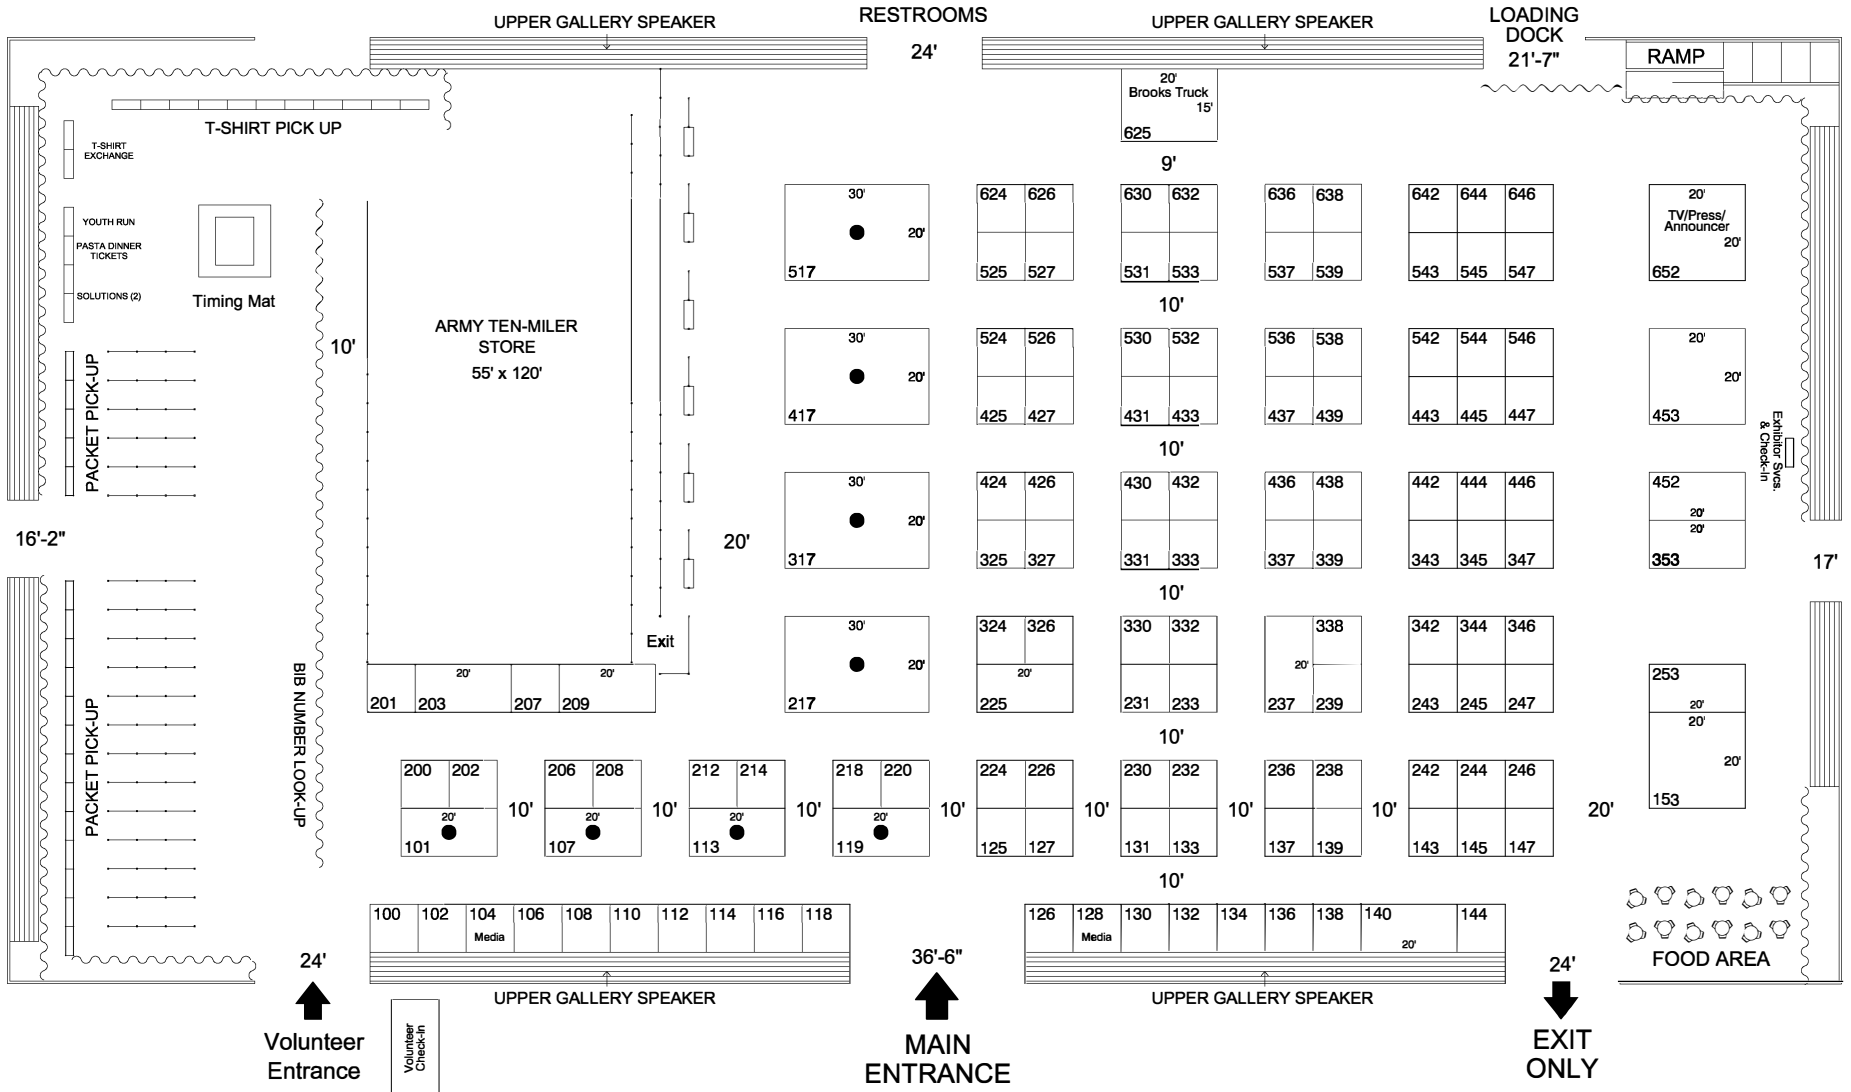 UPPER GALLERY SPEAKER
RESTROOMS
24'
UPPER GALLERY SPEAKER
LOADING
DOCK
21'-7"
RAMP
T-SHIRT PICK UP
T-SHIRT
EXCHANGE
YOUTH RUN
PASTA DINNER
TICKETS
SOLUTIONS (2)
Timing Mat
PACKET PICK-UP
16'-2"
PACKET PICK-UP
BIB NUMBER LOOK-UP
10'
ARMY TEN-MILER
STORE
55' x 120'
Exit
20'
20'
Brooks Truck
15'
625
9'
30'
20'
517
624 626
525 527
630 632
531 533
636 638
537 539
642 644 646
543 545 547
20'
TV/Press/
Announcer
20'
652
10'
30'
20'
417
524 526
425 427
530 532
431 433
536 538
437 439
542 544 546
443 445 447
20'
20'
453
Exhibitor Svcs.
& Check-In
10'
30'
20'
317
424 426
325 327
430 432
331 333
436 438
337 339
442 444 446
343 345 347
452
20'
20'
353
17'
10'
30'
20'
217
324 326
20'
225
330 332
231 233
338
20'
237 239
342 344 346
243 245 247
253
20'
20'
20'
153
20' 20'
201 203 207 209
10'
200 202
20'
101
10'
206 208
20'
107
10'
212 214
20'
113
10'
218 220
20'
119
10'
224 226
125 127
10'
230 232
131 133
10'
236 238
137 139
10'
242 244 246
143 145 147
20'
10'
100 102 104 106 108 110 112 114 116 118
Media
126 128 130 132 134 136 138 140 144
Media
20'
FOOD AREA
24'
36'-6"
24'
UPPER GALLERY SPEAKER
UPPER GALLERY SPEAKER
Volunteer
Entrance
Volunteer
Check-In
MAIN
ENTRANCE
EXIT
ONLY